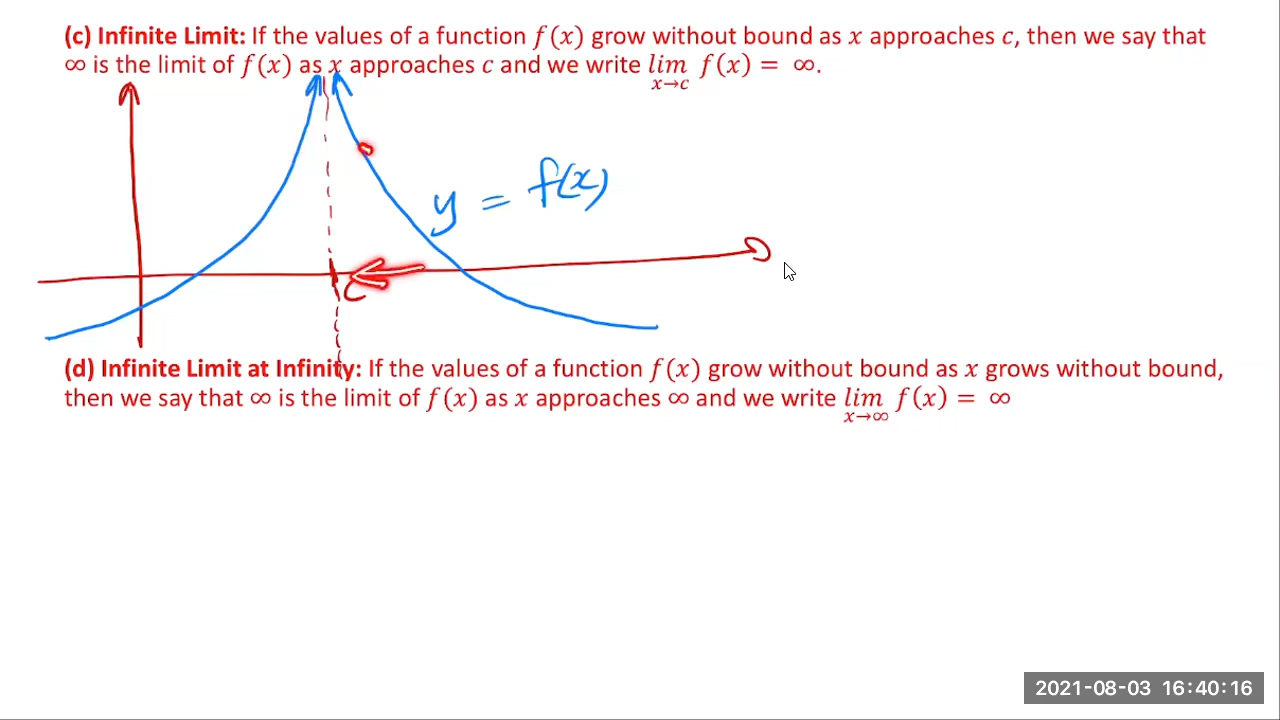 (c) Infinite Limit: If the values of a function f(x) grow without bound as x approaches c, then we say that
∞ is the limit of f(x) as x approaches c and we write lim f(x) = ∞.
x→c
y = f(x)
c
(d) Infinite Limit at Infinity: If the values of a function f(x) grow without bound as x grows without bound,
then we say that ∞ is the limit of f(x) as x approaches ∞ and we write lim f(x) = ∞
x→∞
2021-08-03 16:40:16